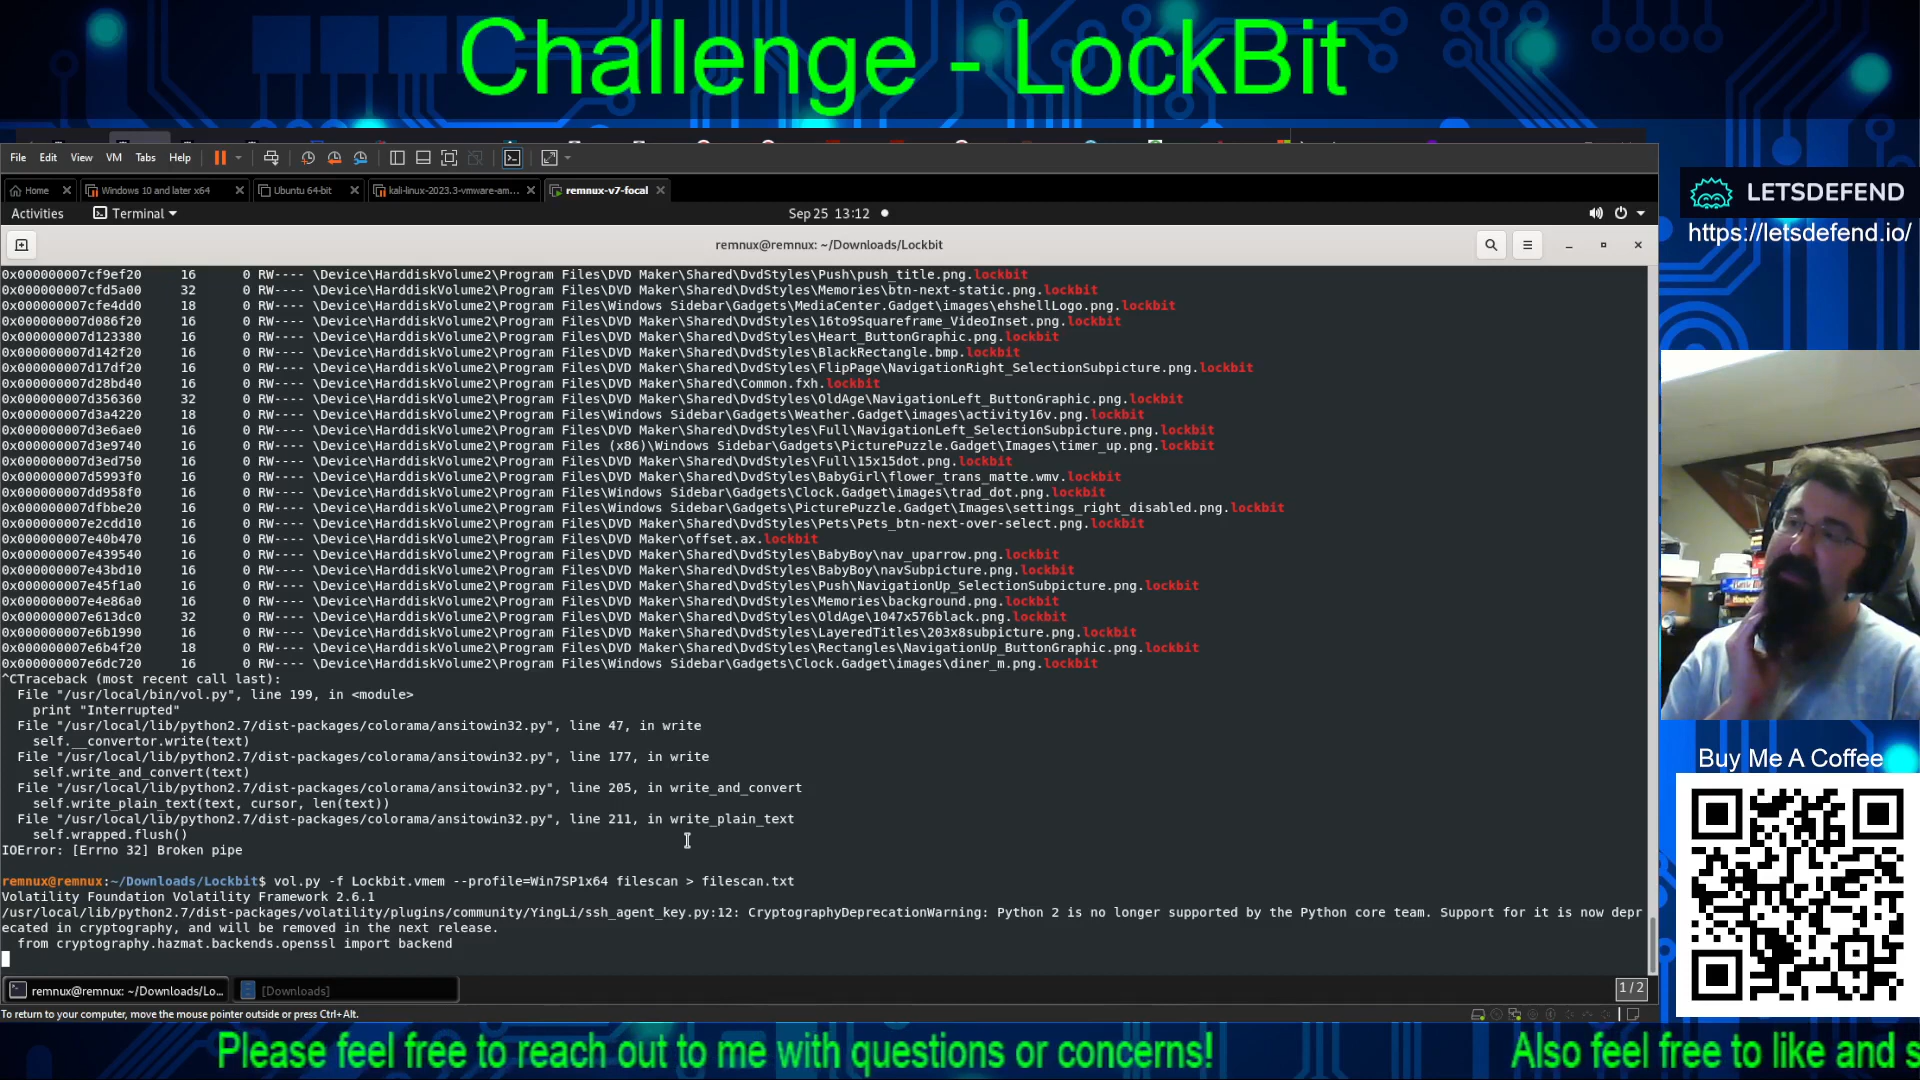 Challenge - LockBit
File Edit View VM Tabs Help
Home Windows 10 and later x64 Ubuntu 64-bit kali-linux-2023.3-vmware-am... remnux-v7-focal
Activities Terminal Sep 25 13:12
remnux@remnux: ~/Downloads/Lockbit
0x000000007cf9ef20 16 0 RW---- \Device\HarddiskVolume2\Program Files\DVD Maker\Shared\DvdStyles\Push\push_title.png.lockbit
0x000000007cfd5a00 32 0 RW---- \Device\HarddiskVolume2\Program Files\DVD Maker\Shared\DvdStyles\Memories\btn-next-static.png.lockbit
0x000000007cfe4dd0 18 0 RW---- \Device\HarddiskVolume2\Program Files\Windows Sidebar\Gadgets\MediaCenter.Gadget\images\ehshellLogo.png.lockbit
0x000000007d086f20 16 0 RW---- \Device\HarddiskVolume2\Program Files\DVD Maker\Shared\DvdStyles\16to9Squareframe_VideoInset.png.lockbit
0x000000007d123380 16 0 RW---- \Device\HarddiskVolume2\Program Files\DVD Maker\Shared\DvdStyles\Heart_ButtonGraphic.png.lockbit
0x000000007d142f20 16 0 RW---- \Device\HarddiskVolume2\Program Files\DVD Maker\Shared\DvdStyles\BlackRectangle.bmp.lockbit
0x000000007d17df20 16 0 RW---- \Device\HarddiskVolume2\Program Files\DVD Maker\Shared\DvdStyles\FlipPage\NavigationRight_SelectionSubpicture.png.lockbit
0x000000007d28bd40 16 0 RW---- \Device\HarddiskVolume2\Program Files\DVD Maker\Shared\Common.fxh.lockbit
0x000000007d356360 32 0 RW---- \Device\HarddiskVolume2\Program Files\DVD Maker\Shared\DvdStyles\OldAge\NavigationLeft_ButtonGraphic.png.lockbit
0x000000007d3a4220 18 0 RW---- \Device\HarddiskVolume2\Program Files\Windows Sidebar\Gadgets\Weather.Gadget\images\activity16v.png.lockbit
0x000000007d3e6ae0 16 0 RW---- \Device\HarddiskVolume2\Program Files\DVD Maker\Shared\DvdStyles\Full\NavigationLeft_SelectionSubpicture.png.lockbit
0x000000007d3e9740 16 0 RW---- \Device\HarddiskVolume2\Program Files (x86)\Windows Sidebar\Gadgets\PicturePuzzle.Gadget\Images\timer_up.png.lockbit
0x000000007d3ed750 16 0 RW---- \Device\HarddiskVolume2\Program Files\DVD Maker\Shared\DvdStyles\Full\15x15dot.png.lockbit
0x000000007d5993f0 16 0 RW---- \Device\HarddiskVolume2\Program Files\DVD Maker\Shared\DvdStyles\BabyGirl\flower_trans_matte.wmv.lockbit
0x000000007dd958f0 16 0 RW---- \Device\HarddiskVolume2\Program Files\Windows Sidebar\Gadgets\Clock.Gadget\images\trad_dot.png.lockbit
0x000000007dfbbe20 16 0 RW---- \Device\HarddiskVolume2\Program Files\Windows Sidebar\Gadgets\PicturePuzzle.Gadget\Images\settings_right_disabled.png.lockbit
0x000000007e2cdd10 16 0 RW---- \Device\HarddiskVolume2\Program Files\DVD Maker\Shared\DvdStyles\Pets\Pets_btn-next-over-select.png.lockbit
0x000000007e40b470 16 0 RW---- \Device\HarddiskVolume2\Program Files\DVD Maker\offset.ax.lockbit
0x000000007e439540 16 0 RW---- \Device\HarddiskVolume2\Program Files\DVD Maker\Shared\DvdStyles\BabyBoy\nav_uparrow.png.lockbit
0x000000007e43bd10 16 0 RW---- \Device\HarddiskVolume2\Program Files\DVD Maker\Shared\DvdStyles\BabyBoy\navSubpicture.png.lockbit
0x000000007e45f1a0 16 0 RW---- \Device\HarddiskVolume2\Program Files\DVD Maker\Shared\DvdStyles\Push\NavigationUp_SelectionSubpicture.png.lockbit
0x000000007e4e86a0 16 0 RW---- \Device\HarddiskVolume2\Program Files\DVD Maker\Shared\DvdStyles\Memories\background.png.lockbit
0x000000007e613dc0 32 0 RW---- \Device\HarddiskVolume2\Program Files\DVD Maker\Shared\DvdStyles\OldAge\1047x576black.png.lockbit
0x000000007e6b1990 16 0 RW---- \Device\HarddiskVolume2\Program Files\DVD Maker\Shared\DvdStyles\LayeredTitles\203x8subpicture.png.lockbit
0x000000007e6b4f20 18 0 RW---- \Device\HarddiskVolume2\Program Files\DVD Maker\Shared\DvdStyles\Rectangles\NavigationUp_ButtonGraphic.png.lockbit
0x000000007e6dc720 16 0 RW---- \Device\HarddiskVolume2\Program Files\Windows Sidebar\Gadgets\Clock.Gadget\images\diner_m.png.lockbit
^CTraceback (most recent call last):
File "/usr/local/bin/vol.py", line 199, in <module>
print "Interrupted"
File "/usr/local/lib/python2.7/dist-packages/colorama/ansitowin32.py", line 47, in write
self.__convertor.write(text)
File "/usr/local/lib/python2.7/dist-packages/colorama/ansitowin32.py", line 177, in write
self.write_and_convert(text)
File "/usr/local/lib/python2.7/dist-packages/colorama/ansitowin32.py", line 205, in write_and_convert
self.write_plain_text(text, cursor, len(text))
File "/usr/local/lib/python2.7/dist-packages/colorama/ansitowin32.py", line 211, in write_plain_text
self.wrapped.flush()
IOError: [Errno 32] Broken pipe
remnux@remnux:~/Downloads/Lockbit$ vol.py -f Lockbit.vmem --profile=Win7SP1x64 filescan > filescan.txt
Volatility Foundation Volatility Framework 2.6.1
/usr/local/lib/python2.7/dist-packages/volatility/plugins/community/YingLi/ssh_agent_key.py:12: CryptographyDeprecationWarning: Python 2 is no longer supported by the Python core team. Support for it is now depr
ecated in cryptography, and will be removed in the next release.
from cryptography.hazmat.backends.openssl import backend
remnux@remnux: ~/Downloads/Lo... [Downloads] 1 / 2
To return to your computer, move the mouse pointer outside or press Ctrl+Alt.
LETSDEFEND
https://letsdefend.io/
Buy Me A Coffee
Please feel free to reach out to me with questions or concerns! Also feel free to like and s